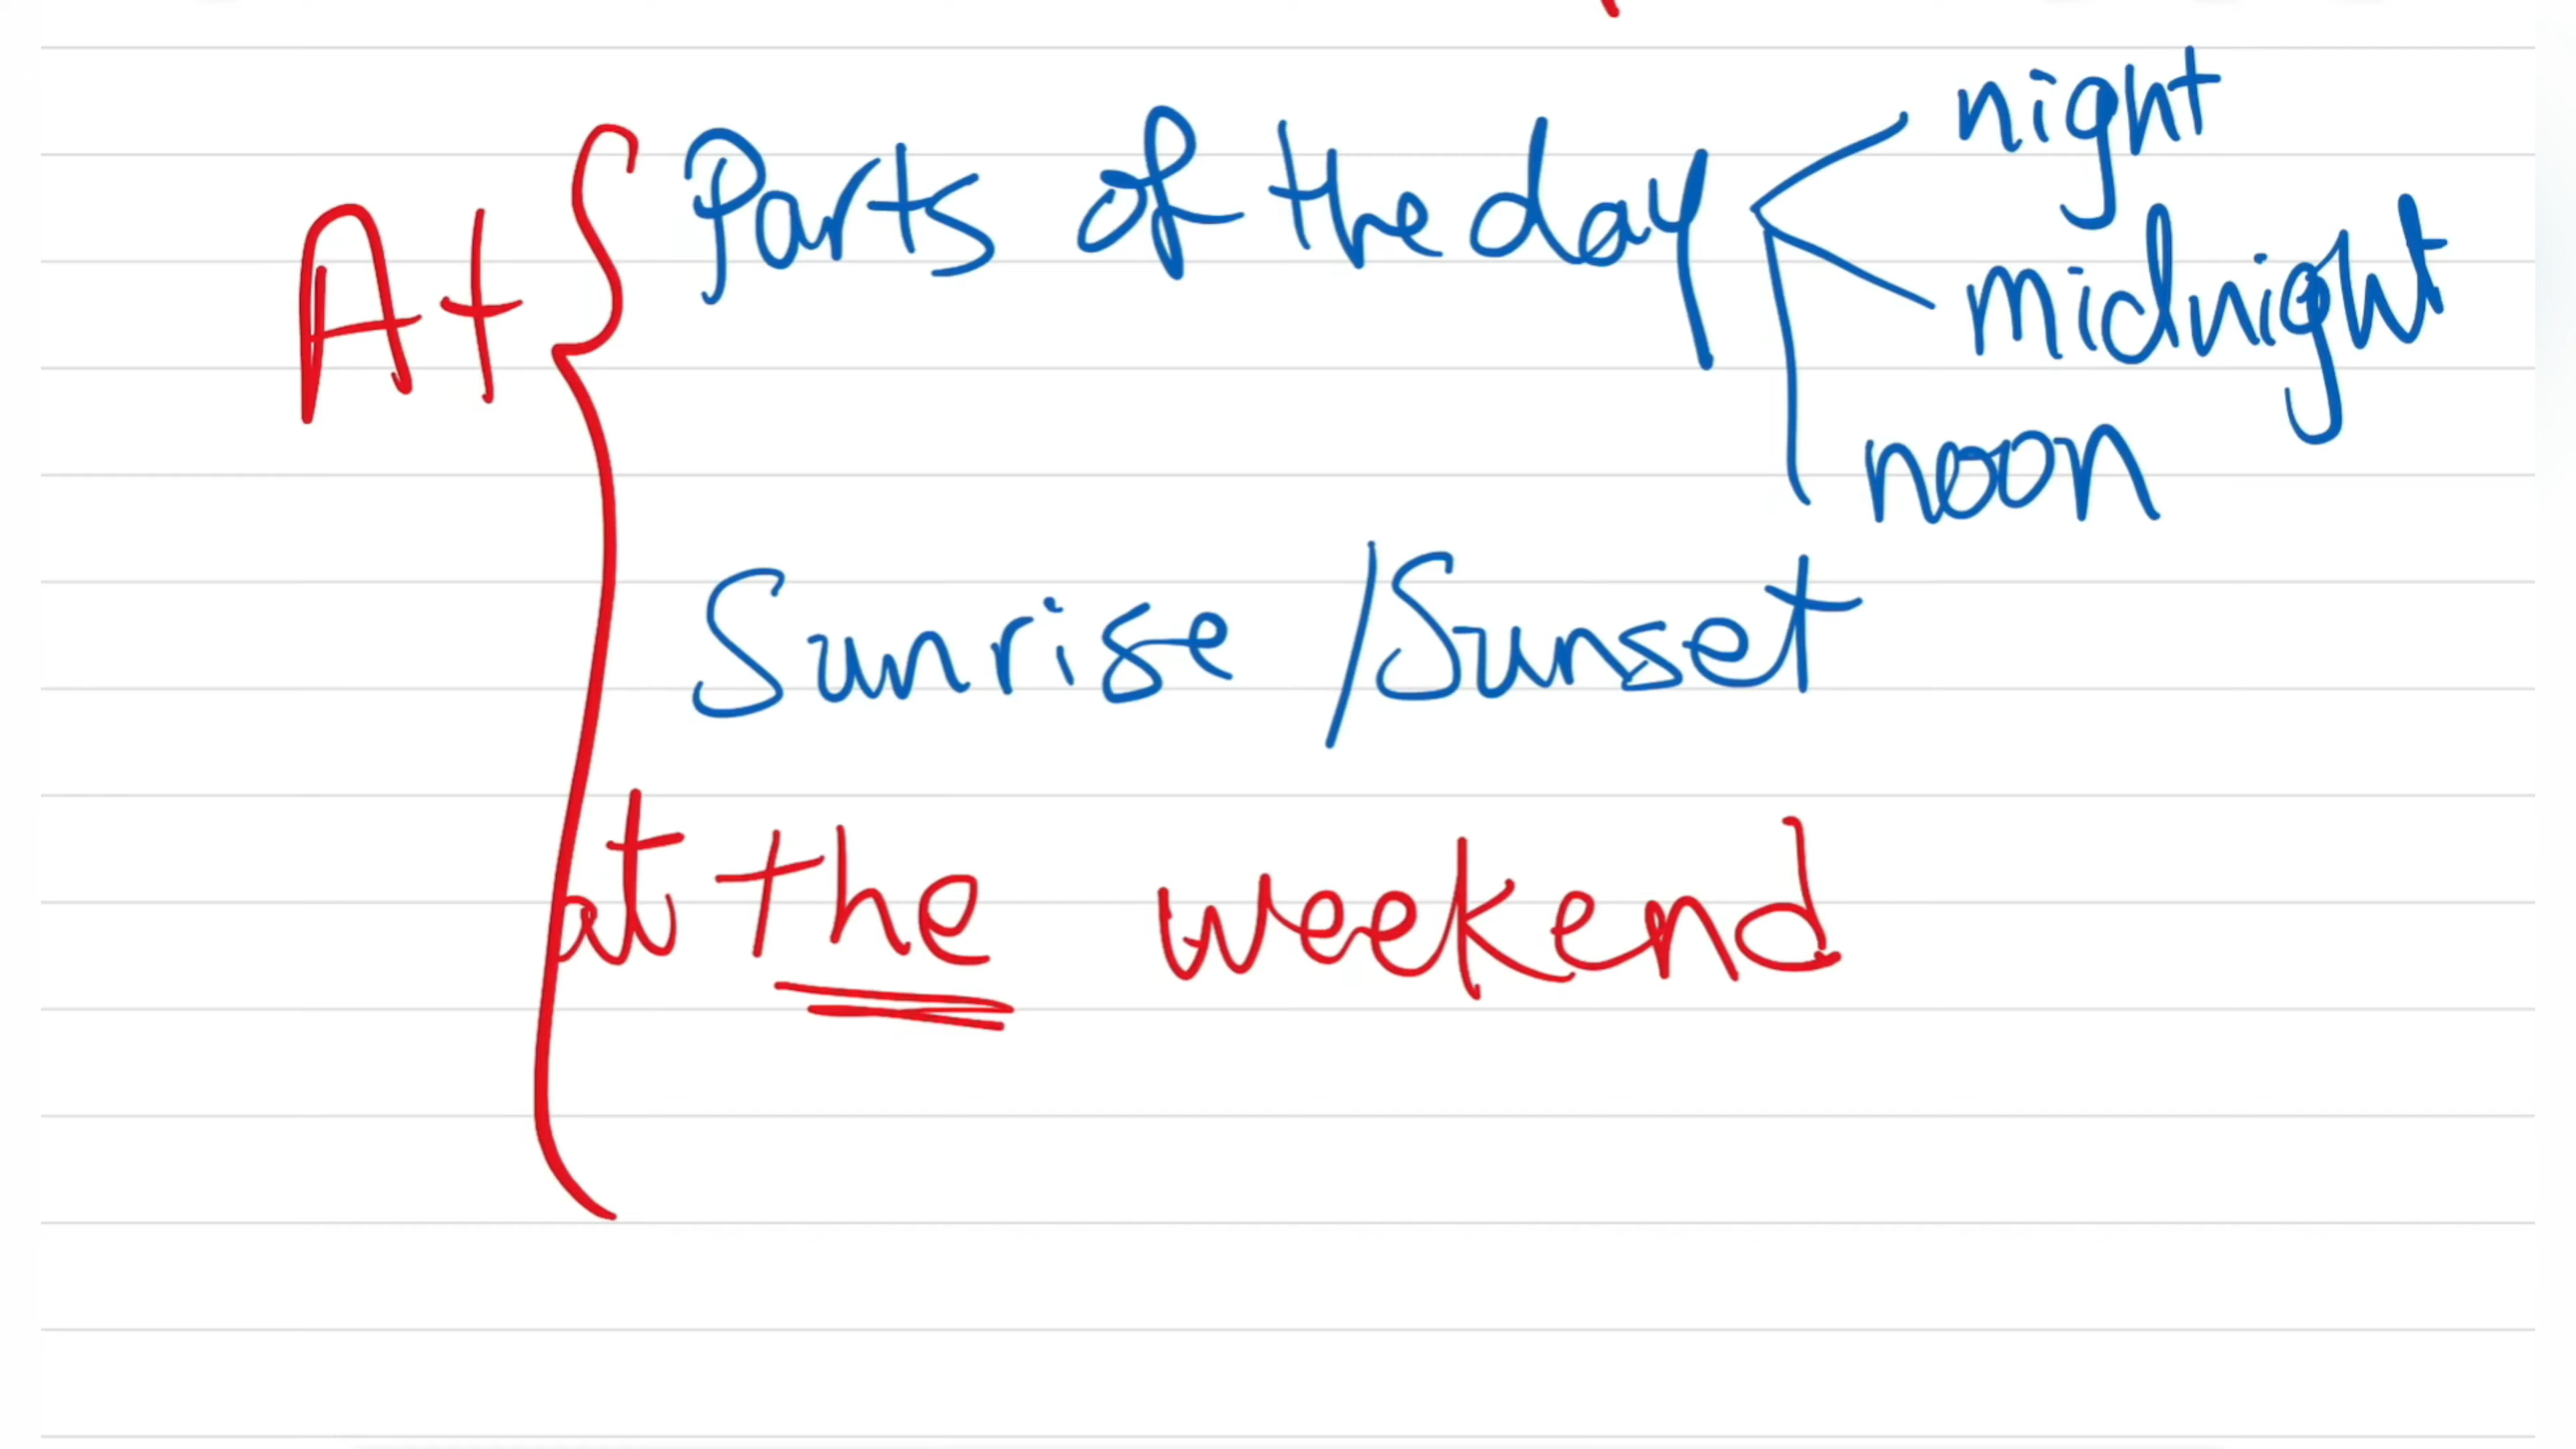 At { Parts of the day night
midnight
noon
Sunrise / Sunset
at the weekend